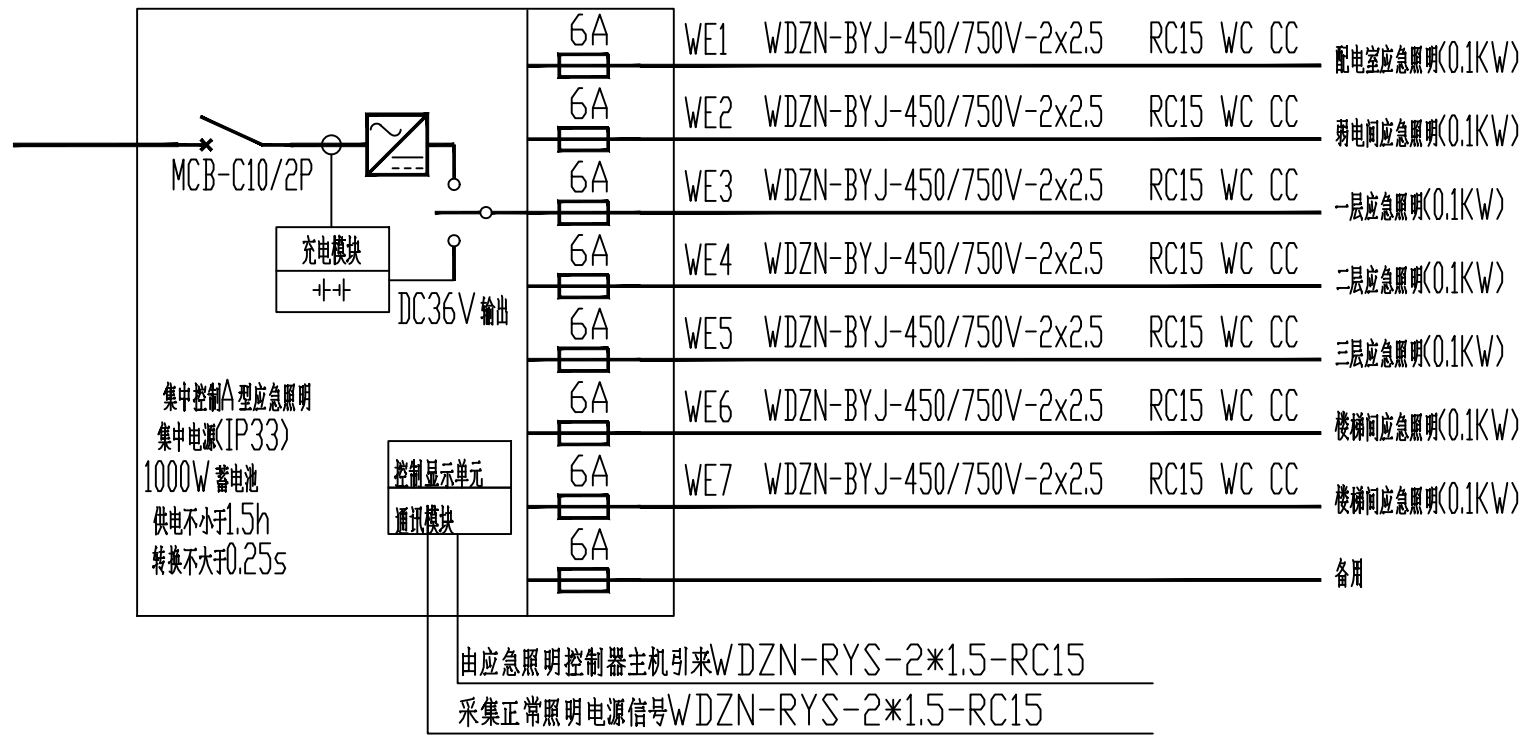 6A WE1 WDZN-BYJ-450/750V-2x2.5 RC15 WC CC 配电室应急照明(0.1KW)
6A WE2 WDZN-BYJ-450/750V-2x2.5 RC15 WC CC 弱电间应急照明(0.1KW)
MCB-C10/2P
6A WE3 WDZN-BYJ-450/750V-2x2.5 RC15 WC CC 一层应急照明(0.1KW)
充电模块
6A WE4 WDZN-BYJ-450/750V-2x2.5 RC15 WC CC 二层应急照明(0.1KW)
DC36V输出
6A WE5 WDZN-BYJ-450/750V-2x2.5 RC15 WC CC 三层应急照明(0.1KW)
6A WE6 WDZN-BYJ-450/750V-2x2.5 RC15 WC CC 楼梯间应急照明(0.1KW)
6A WE7 WDZN-BYJ-450/750V-2x2.5 RC15 WC CC 楼梯间应急照明(0.1KW)
6A 备用
集中控制A型应急照明
集中电源(IP33)
1000W蓄电池
供电不小于1.5h
转换不大于0.25s
控制显示单元
通讯模块
由应急照明控制器主机引来WDZN-RYS-2*1.5-RC15
采集正常照明电源信号WDZN-RYS-2*1.5-RC15